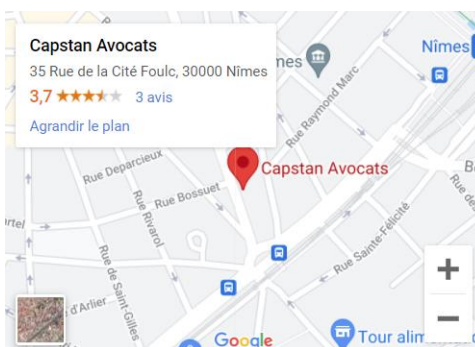 Capstan Avocats
35 Rue de la Cité Foulc, 30000 Nîmes
3,7
3 avis
Agrandir le plan
Nîmes
Rue Raymond Marc
Rue Deparcieux
Capstan Avocats
Rue Bossuet
Rue Rivarol
Rue Sainte-Félicité
Rue de Saint-Gilles
d'Arlier
+
−
Google
Tour alim